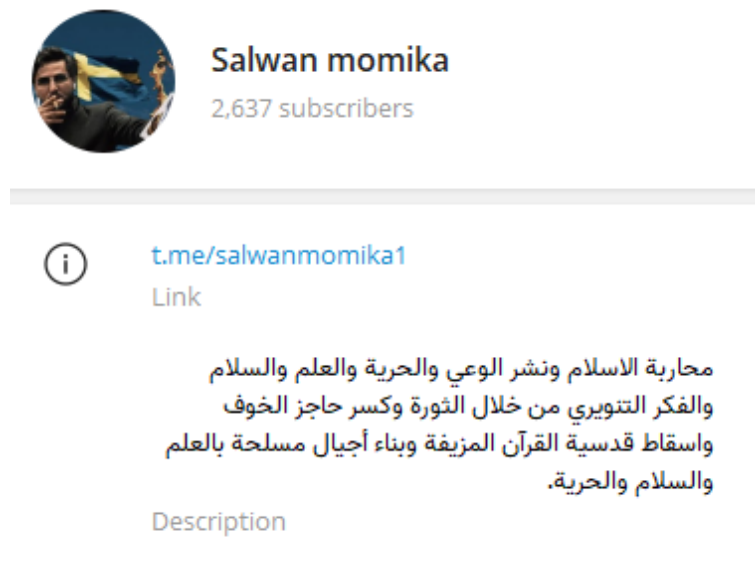 Salwan momika
2,637 subscribers
t.me/salwanmomika1
Link
محاربة الاسلام ونشر الوعي والحرية والعلم والسلام
والفكر التنويري من خلال الثورة وكسر حاجز الخوف
واسقاط قدسية القرآن المزيفة وبناء أجيال مسلحة بالعلم
والسلام والحرية.
Description